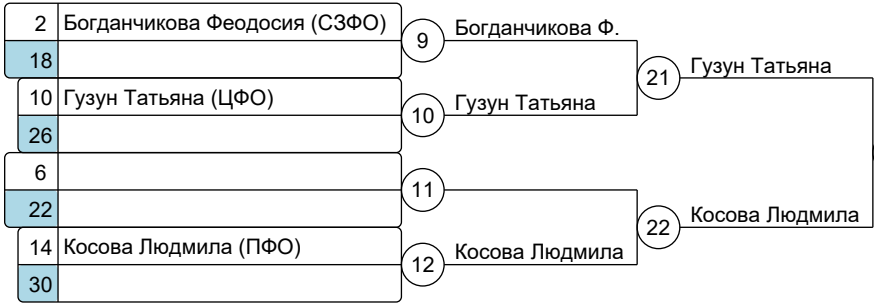 2 Богданчикова Феодосия (СЗФО)
18
9 Богданчикова Ф.
10 Гузун Татьяна (ЦФО)
26
10 Гузун Татьяна
21 Гузун Татьяна
6
22
11
14 Косова Людмила (ПФО)
30
12 Косова Людмила
22 Косова Людмила